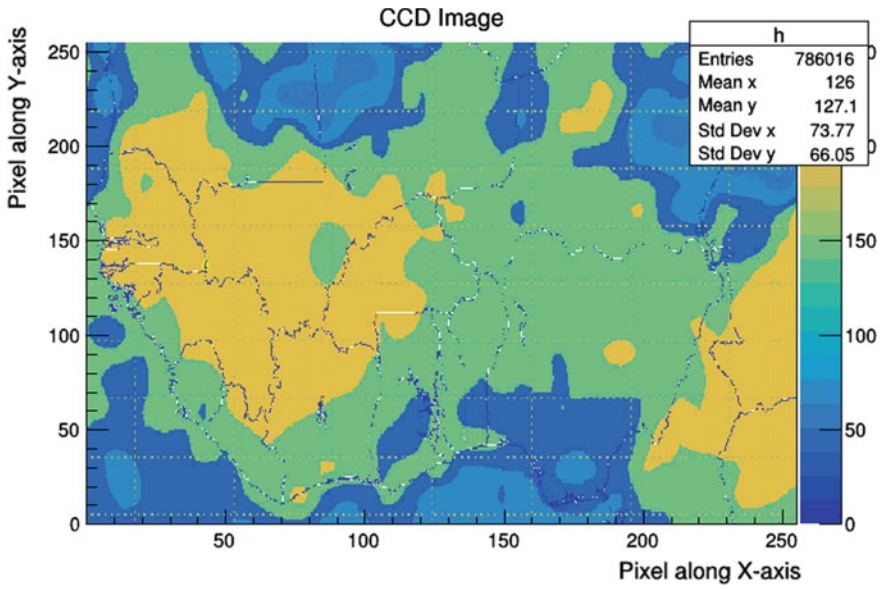 CCD Image
h
Entries 786016
Mean x 126
Mean y 127.1
Std Dev x 73.77
Std Dev y 66.05
Pixel along Y-axis
250
200
150
100
50
0
50
100
150
200
250
Pixel along X-axis
0
0
150
100
50
0